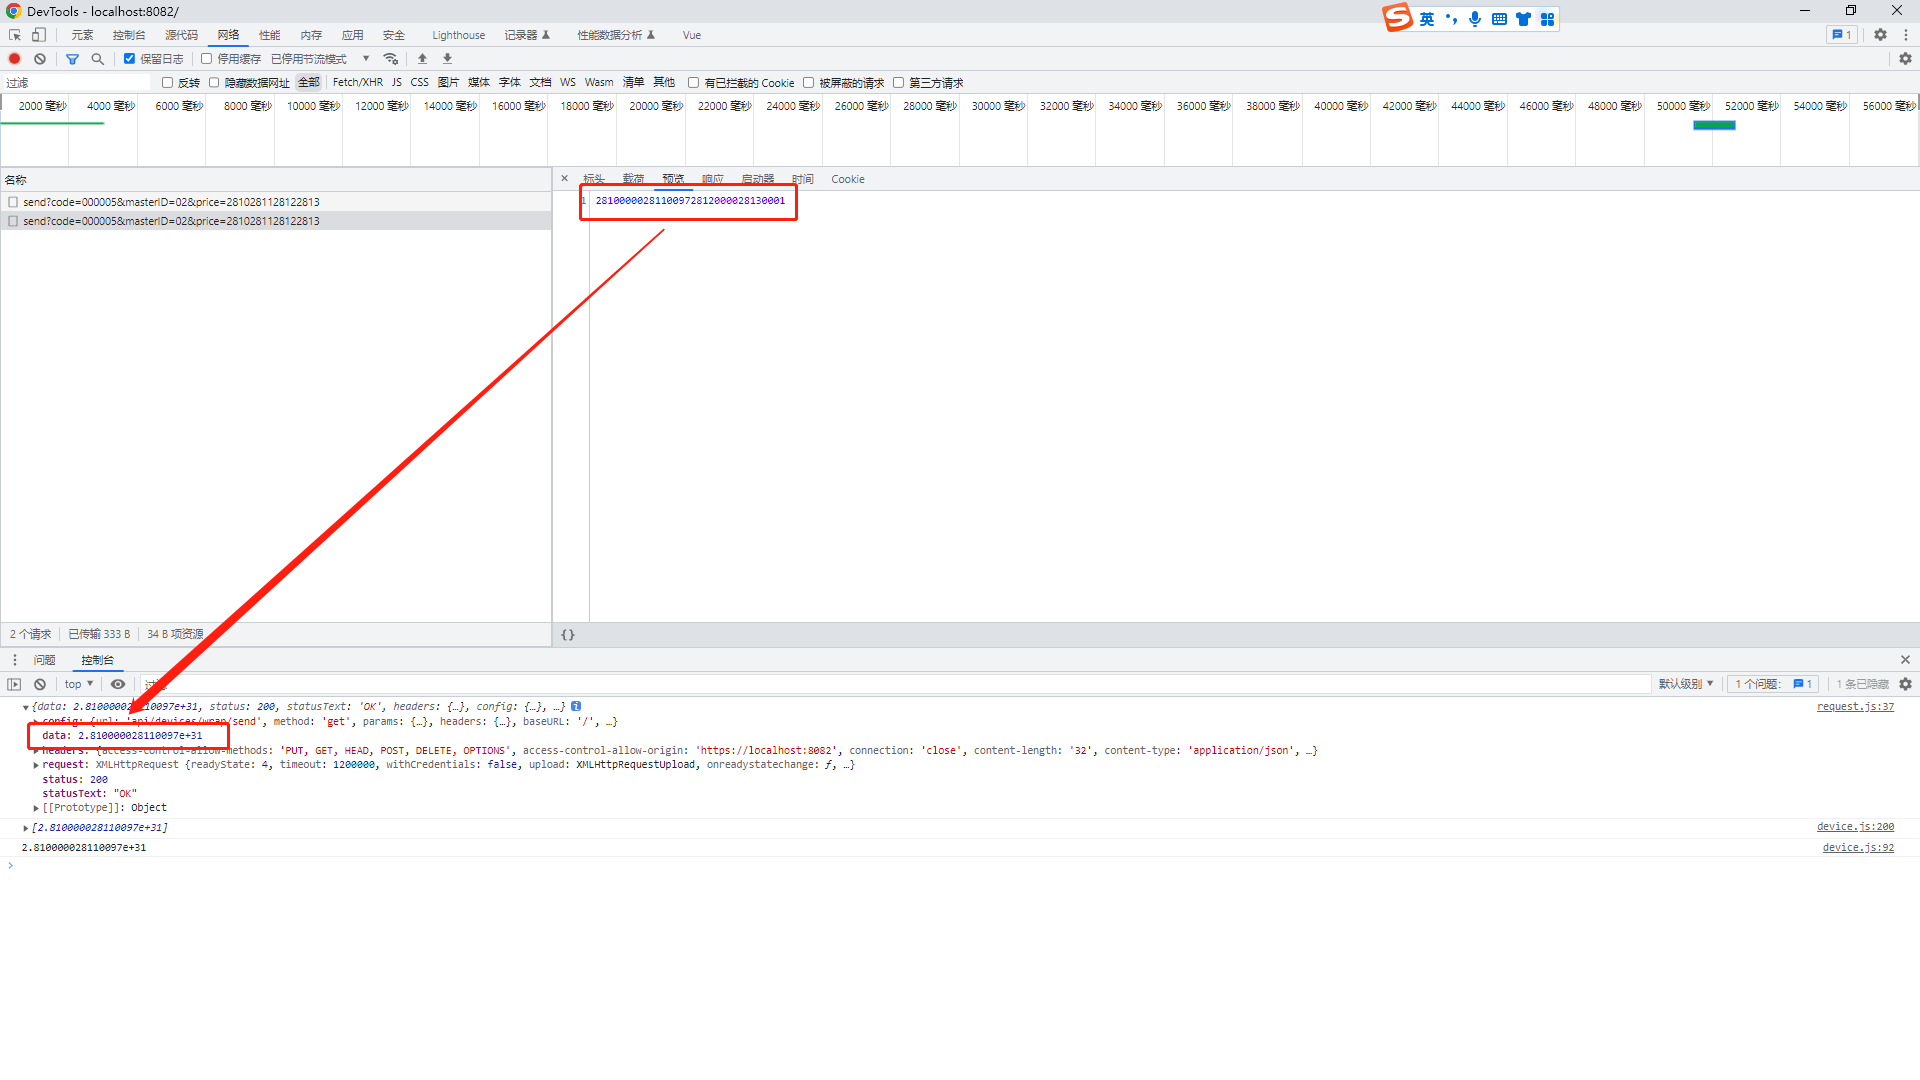 DevTools - localhost:8082/
英
元素 控制台 源代码 网络 性能 内存 应用 安全 Lighthouse 记录器 性能数据分析 Vue
1
保留日志 停用缓存 已停用节流模式
过滤 反转 隐藏数据网址 全部 Fetch/XHR JS CSS 图片 媒体 字体 文档 WS Wasm 清单 其他 有已拦截的 Cookie 被屏蔽的请求 第三方请求
2000 毫秒 4000 毫秒 6000 毫秒 8000 毫秒 10000 毫秒 12000 毫秒 14000 毫秒 16000 毫秒 18000 毫秒 20000 毫秒 22000 毫秒 24000 毫秒 26000 毫秒 28000 毫秒 30000 毫秒 32000 毫秒 34000 毫秒 36000 毫秒 38000 毫秒 40000 毫秒 42000 毫秒 44000 毫秒 46000 毫秒 48000 毫秒 50000 毫秒 52000 毫秒 54000 毫秒 56000 毫秒
名称
send?code=000005&masterID=02&price=2810281128122813
send?code=000005&masterID=02&price=2810281128122813
× 标头 载荷 预览 响应 启动器 时间 Cookie
1 28100000281100972812000028130001
2 个请求 已传输 333 B 34 B 项资源
{}
问题 控制台
top 默认级别 1 个问题: 1 1 条已隐藏
{data: 2.810000028110097e+31, status: 200, statusText: 'OK', headers: {…}, config: {…}, …} request.js:37
config: {url: 'api/devices/wrap/send', method: 'get', params: {…}, headers: {…}, baseURL: '/', …}
data: 2.810000028110097e+31
headers: {access-control-allow-methods: 'PUT, GET, HEAD, POST, DELETE, OPTIONS', access-control-allow-origin: 'https://localhost:8082', connection: 'close', content-length: '32', content-type: 'application/json', …}
request: XMLHttpRequest {readyState: 4, timeout: 1200000, withCredentials: false, upload: XMLHttpRequestUpload, onreadystatechange: ƒ, …}
status: 200
statusText: "OK"
[[Prototype]]: Object
[2.810000028110097e+31] device.js:200
2.810000028110097e+31 device.js:92